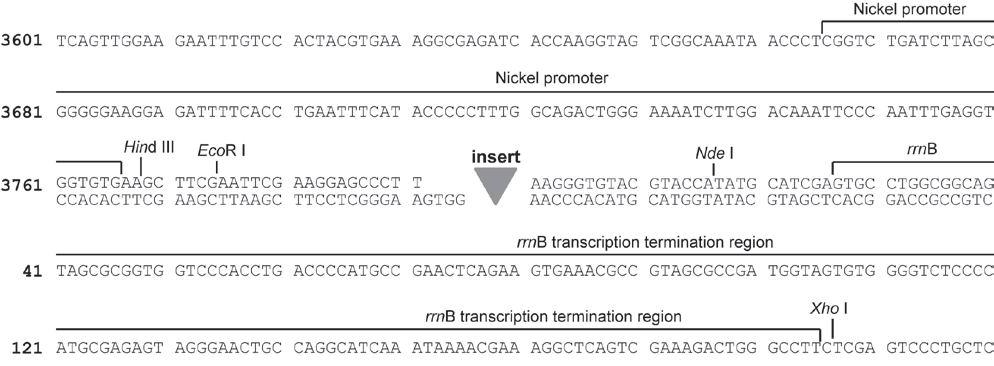 Nickel promoter
3601 TCAGTTGGAA GAATTTGTCC ACTACGTGAA AGGCGAGATC ACCAAGGTAG TCGGCAAATA ACCCTCGGTC TGATCTTAGC
Nickel promoter
3681 GGGGGAAGGA GATTTTCACC TGAATTTCAT ACCCCCTTTG GCAGACTGGG AAAATCTTGG ACAAATTCCC AATTTGAGGT
Hind III EcoR I insert Nde I rrnB
3761 GGTGTGAAGC TTCGAATTCG AAGGAGCCCT T AAGGGTGTAC GTACCATATG CATCGAGTGC CTGGCGGCAG
CCACACTTCG AAGCTTAAGC TTCCTCGGGA AGTGG AACCCACATG CATGGTATAC GTAGCTCACG GACCGCCGTC
rrnB transcription termination region
41 TAGCGCGGTG GTCCCACCTG ACCCCATGCC GAACTCAGAA GTGAAACGCC GTAGCGCCGA TGGTAGTGTG GGGTCTCCCC
rrnB transcription termination region Xho I
121 ATGCGAGAGT AGGGAACTGC CAGGCATCAA ATAAAACGAA AGGCTCAGTC GAAAGACTGG GCCTTCTCGA GTCCCTGCTC